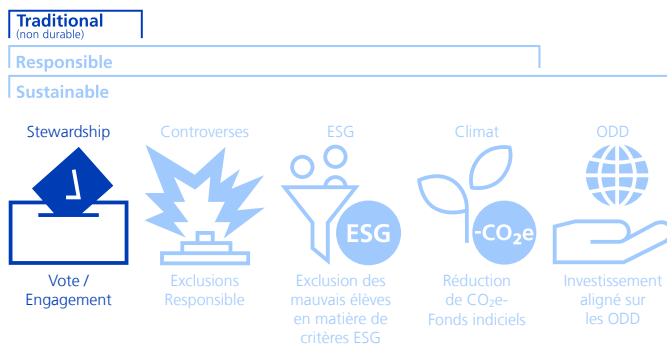 Traditional
(non durable)
Responsible
Sustainable
Stewardship
Controverses
ESG
Climat
ODD
ESG
-CO₂e
Vote /
Engagement
Exclusions
Responsible
Exclusion des
mauvais élèves
en matière de
critères ESG
Réduction
de CO₂e-
Fonds indiciels
Investissement
aligné sur
les ODD